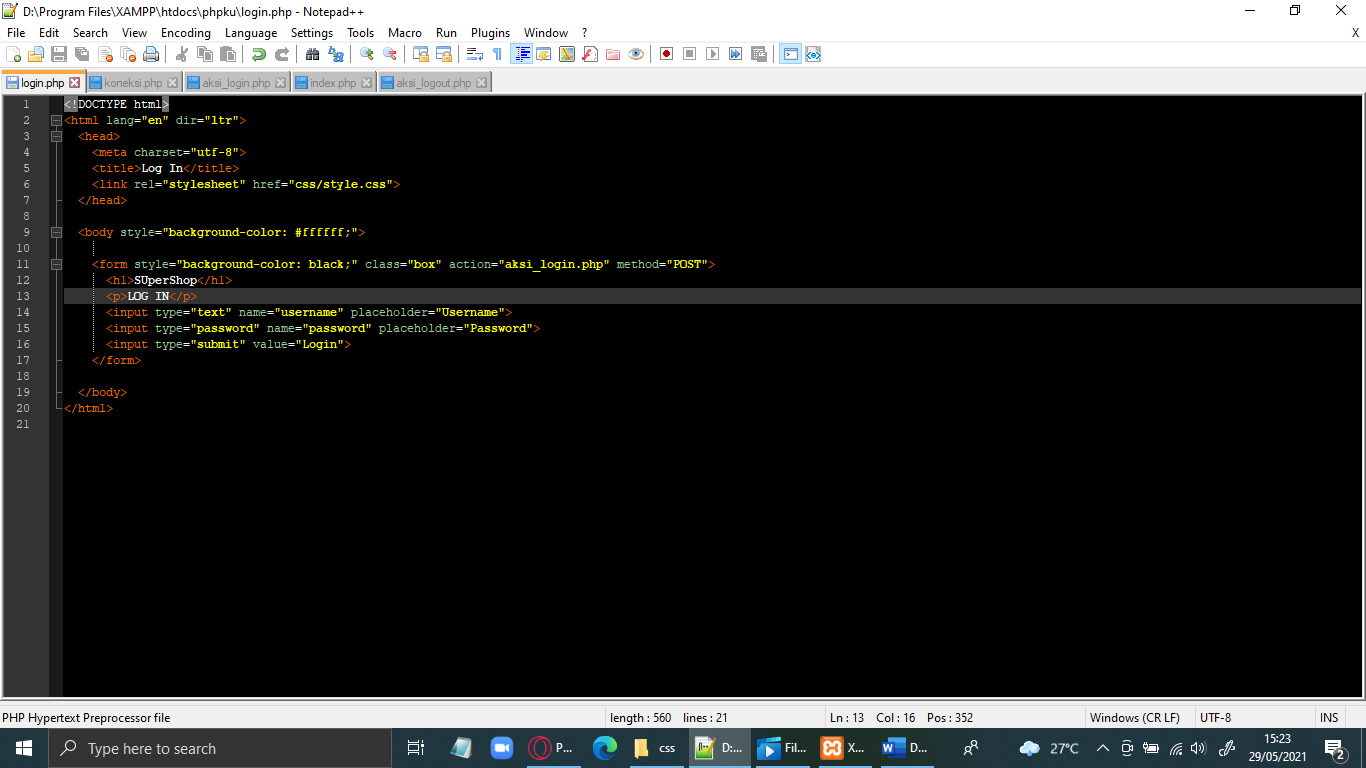 D:\Program Files\XAMPP\htdocs\phpku\login.php - Notepad++
File Edit Search View Encoding Language Settings Tools Macro Run Plugins Window ? X
login.php koneksi.php aksi_login.php index.php aksi_logout.php
1 <!DOCTYPE html>
2 <html lang="en" dir="ltr">
3 <head>
4 <meta charset="utf-8">
5 <title>Log In</title>
6 <link rel="stylesheet" href="css/style.css">
7 </head>
8
9 <body style="background-color: #ffffff;">
10
11 <form style="background-color: black;" class="box" action="aksi_login.php" method="POST">
12 <h1>SUperShop</h1>
13 <p>LOG IN</p>
14 <input type="text" name="username" placeholder="Username">
15 <input type="password" name="password" placeholder="Password">
16 <input type="submit" value="Login">
17 </form>
18
19 </body>
20 </html>
21
PHP Hypertext Preprocessor file length : 560 lines : 21 Ln : 13 Col : 16 Pos : 352 Windows (CR LF) UTF-8 INS
Type here to search P... css D:... Fil... X... D... 27°C 15:23
29/05/2021 2